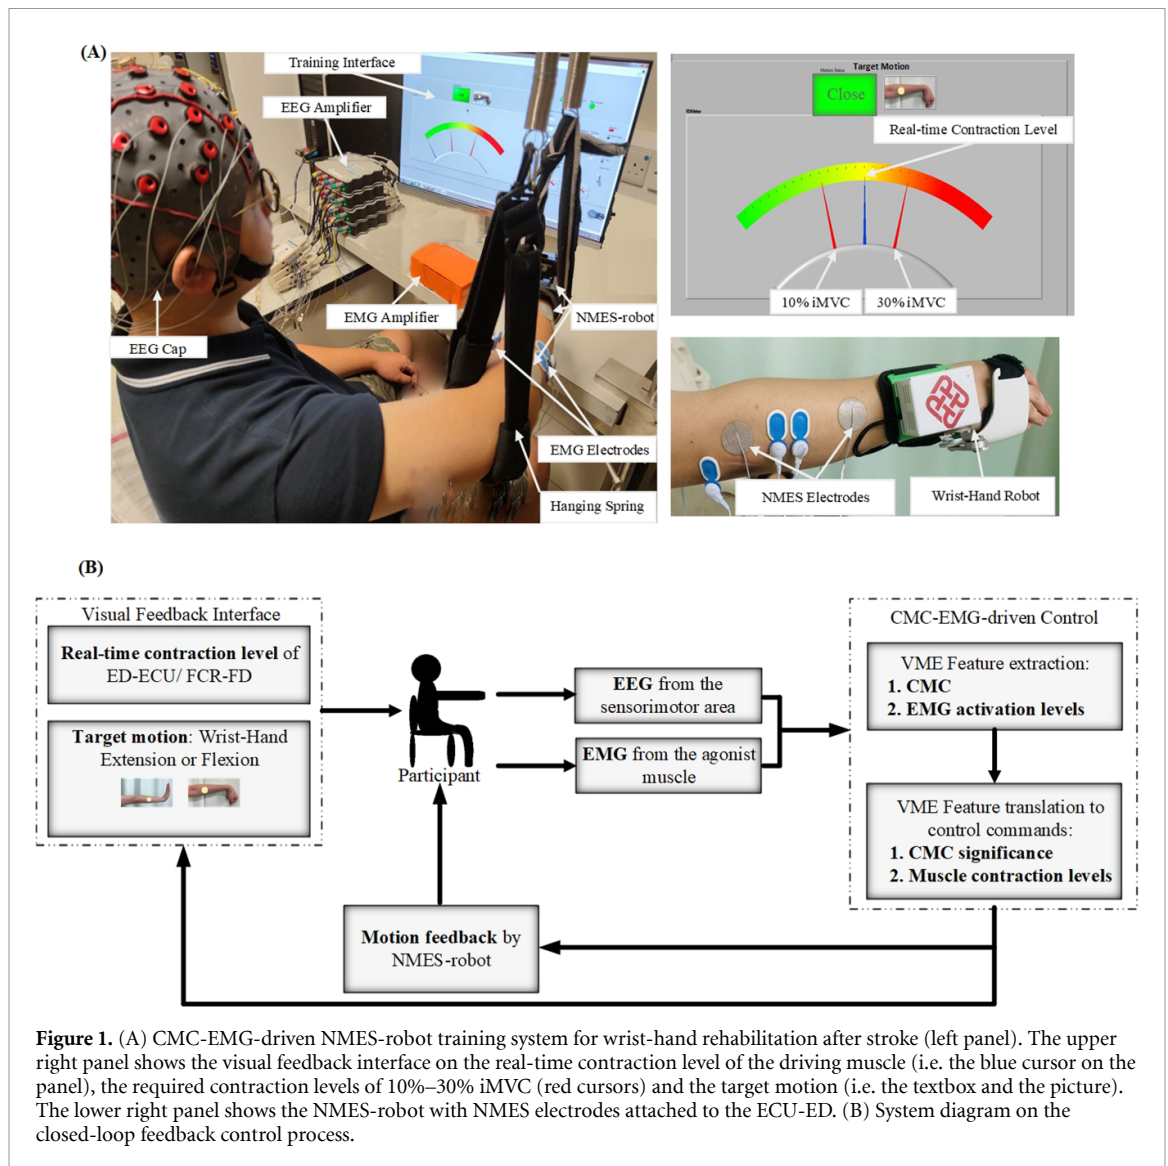 (A)
Training Interface
EEG Amplifier
EMG Amplifier
EEG Cap
NMES-robot
EMG Electrodes
Hanging Spring
Motion Setup
Target Motion
Close
Real-time Contraction Level
10% iMVC
30% iMVC
NMES Electrodes
Wrist-Hand Robot
(B)
Visual Feedback Interface
Real-time contraction level of
ED-ECU/ FCR-FD
Target motion: Wrist-Hand
Extension or Flexion
Participant
EEG from the
sensorimotor area
EMG from the agonist
muscle
CMC-EMG-driven Control
VME Feature extraction:
1. CMC
2. EMG activation levels
VME Feature translation to
control commands:
1. CMC significance
2. Muscle contraction levels
Motion feedback by
NMES-robot
Figure 1. (A) CMC-EMG-driven NMES-robot training system for wrist-hand rehabilitation after stroke (left panel). The upper
right panel shows the visual feedback interface on the real-time contraction level of the driving muscle (i.e. the blue cursor on the
panel), the required contraction levels of 10%–30% iMVC (red cursors) and the target motion (i.e. the textbox and the picture).
The lower right panel shows the NMES-robot with NMES electrodes attached to the ECU-ED. (B) System diagram on the
closed-loop feedback control process.